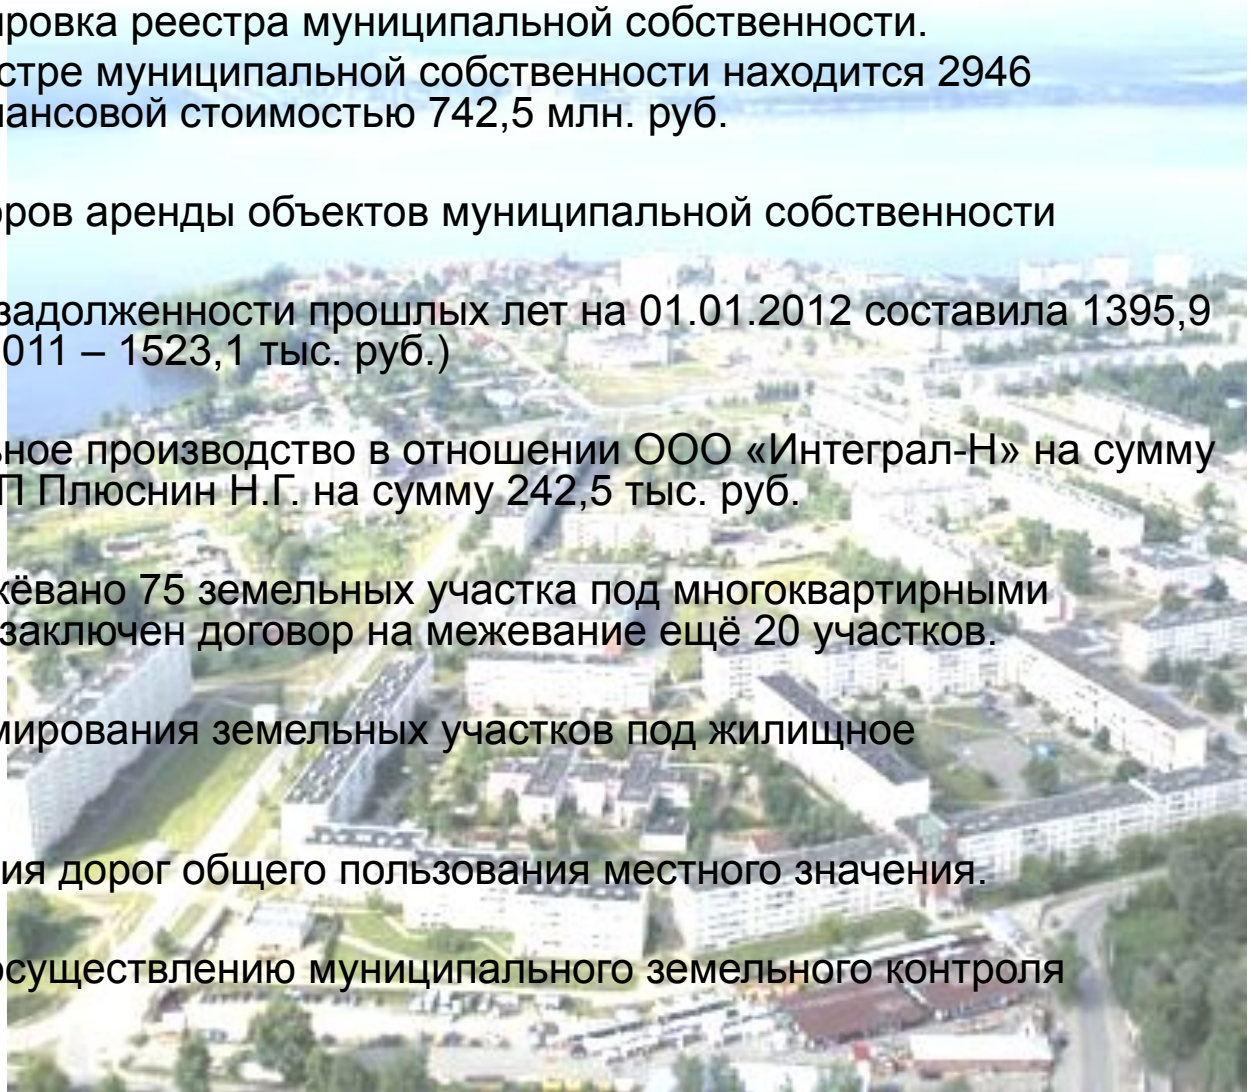 ировка реестра муниципальной собственности.
стре муниципальной собственности находится 2946
лансовой стоимостью 742,5 млн. руб.
оров аренды объектов муниципальной собственности
задолженности прошлых лет на 01.01.2012 составила 1395,9
011 – 1523,1 тыс. руб.)
ьное производство в отношении ООО «Интеграл-Н» на сумму
П Плюснин Н.Г. на сумму 242,5 тыс. руб.
жёвано 75 земельных участка под многоквартирными
заключен договор на межевание ещё 20 участков.
мирования земельных участков под жилищное
ия дорог общего пользования местного значения.
осуществлению муниципального земельного контроля